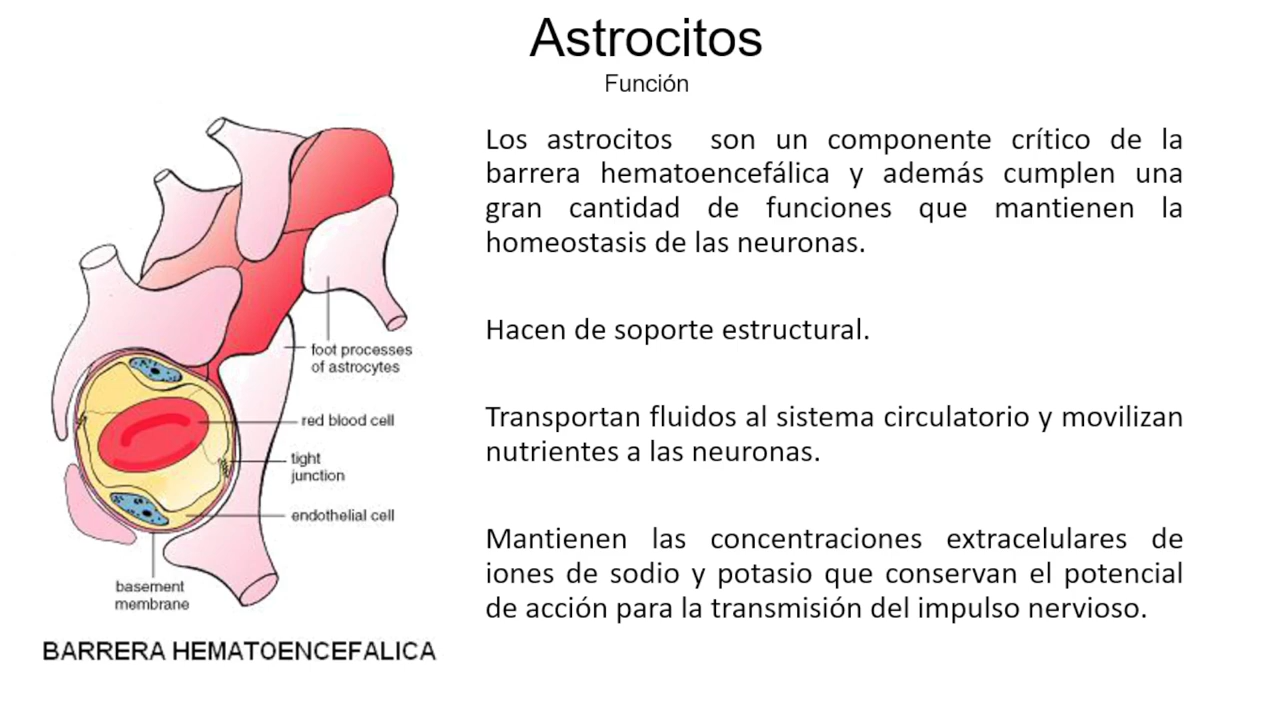 Astrocitos
Función
Los astrocitos son un componente crítico de la
barrera hematoencefálica y además cumplen una
gran cantidad de funciones que mantienen la
homeostasis de las neuronas.
Hacen de soporte estructural.
Transportan fluidos al sistema circulatorio y movilizan
nutrientes a las neuronas.
Mantienen las concentraciones extracelulares de
iones de sodio y potasio que conservan el potencial
de acción para la transmisión del impulso nervioso.
foot processes
of astrocytes
red blood cell
tight
junction
endothelial cell
basement
membrane
BARRERA HEMATOENCEFALICA